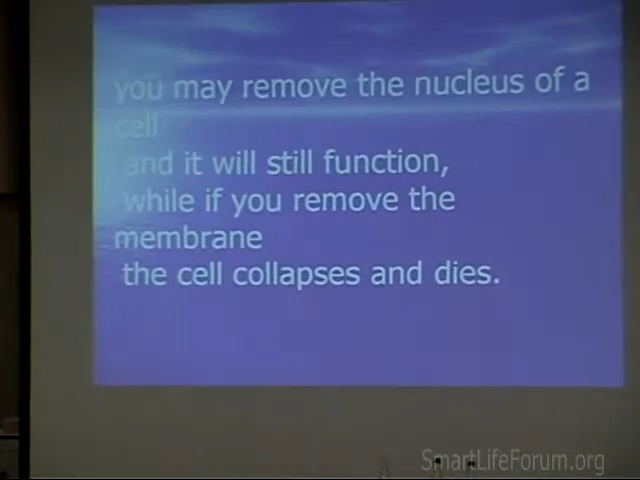 you may remove the nucleus of a
cell
and it will still function,
while if you remove the
membrane
the cell collapses and dies.
SmartLifeForum.org